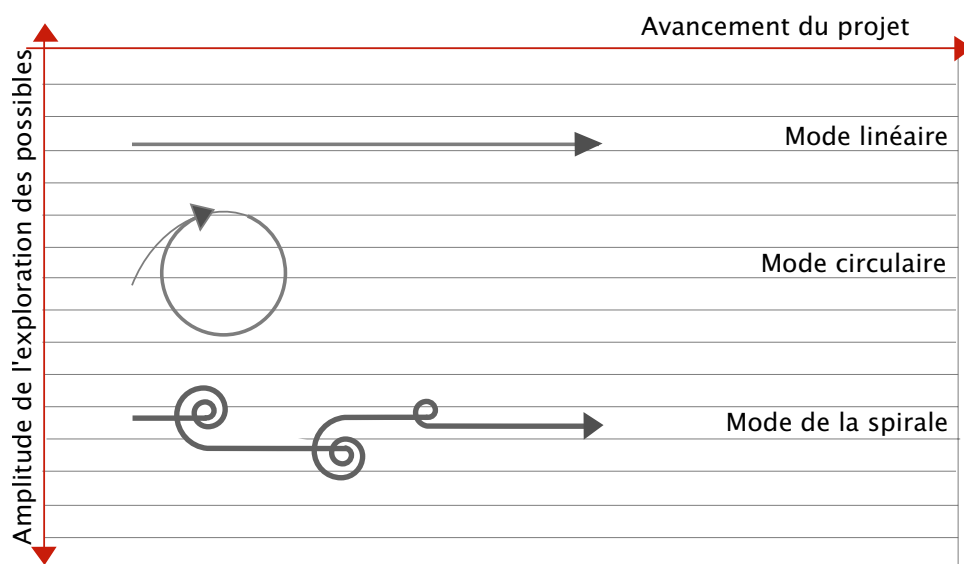 Avancement du projet
Amplitude de l'exploration des possibles
Mode linéaire
Mode circulaire
Mode de la spirale